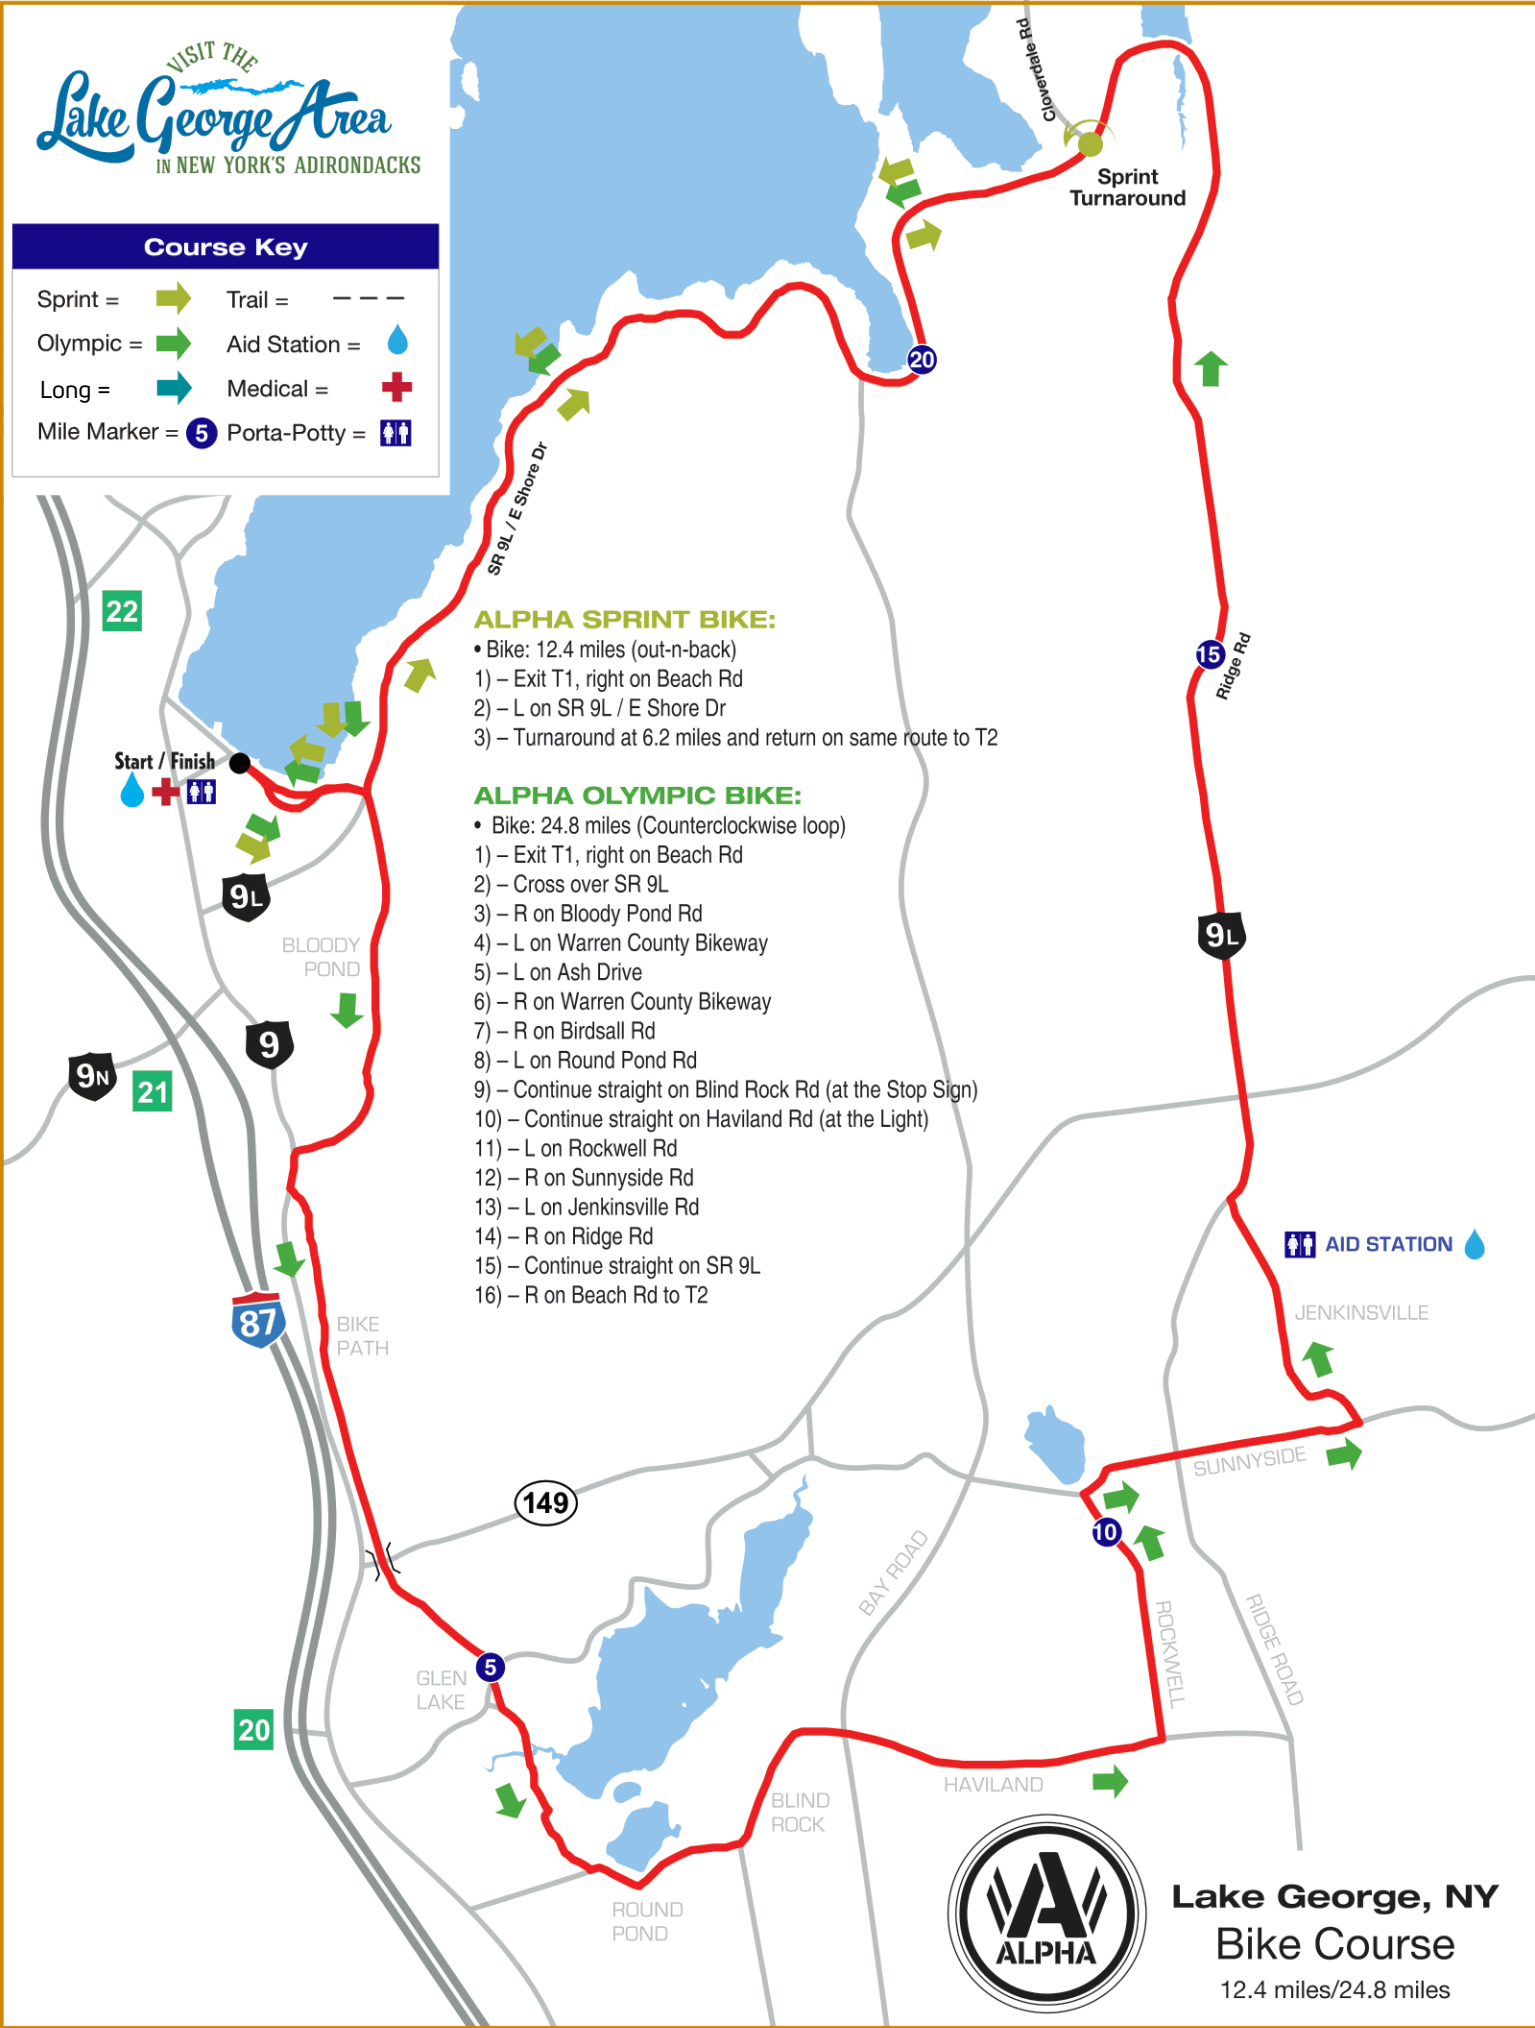 VISIT THE
Lake George Area
IN NEW YORK'S ADIRONDACKS
Course Key
Sprint =
Trail =
Olympic =
Aid Station =
Long =
Medical =
Mile Marker = 5
Porta-Potty =
Cloverdale Rd
Sprint
Turnaround
20
SR 9L / E Shore Dr
22
ALPHA SPRINT BIKE:
• Bike: 12.4 miles (out-n-back)
1) – Exit T1, right on Beach Rd
2) – L on SR 9L / E Shore Dr
3) – Turnaround at 6.2 miles and return on same route to T2
15
Ridge Rd
Start / Finish
ALPHA OLYMPIC BIKE:
• Bike: 24.8 miles (Counterclockwise loop)
1) – Exit T1, right on Beach Rd
2) – Cross over SR 9L
3) – R on Bloody Pond Rd
4) – L on Warren County Bikeway
5) – L on Ash Drive
6) – R on Warren County Bikeway
7) – R on Birdsall Rd
8) – L on Round Pond Rd
9) – Continue straight on Blind Rock Rd (at the Stop Sign)
10) – Continue straight on Haviland Rd (at the Light)
11) – L on Rockwell Rd
12) – R on Sunnyside Rd
13) – L on Jenkinsville Rd
14) – R on Ridge Rd
15) – Continue straight on SR 9L
16) – R on Beach Rd to T2
9L
9L
BLOODY
POND
9
9N
21
AID STATION
JENKINSVILLE
87
BIKE
PATH
SUNNYSIDE
149
10
BAY ROAD
ROCKWELL
RIDGE ROAD
5
GLEN
LAKE
20
HAVILAND
BLIND
ROCK
ROUND
POND
ALPHA
Lake George, NY
Bike Course
12.4 miles/24.8 miles